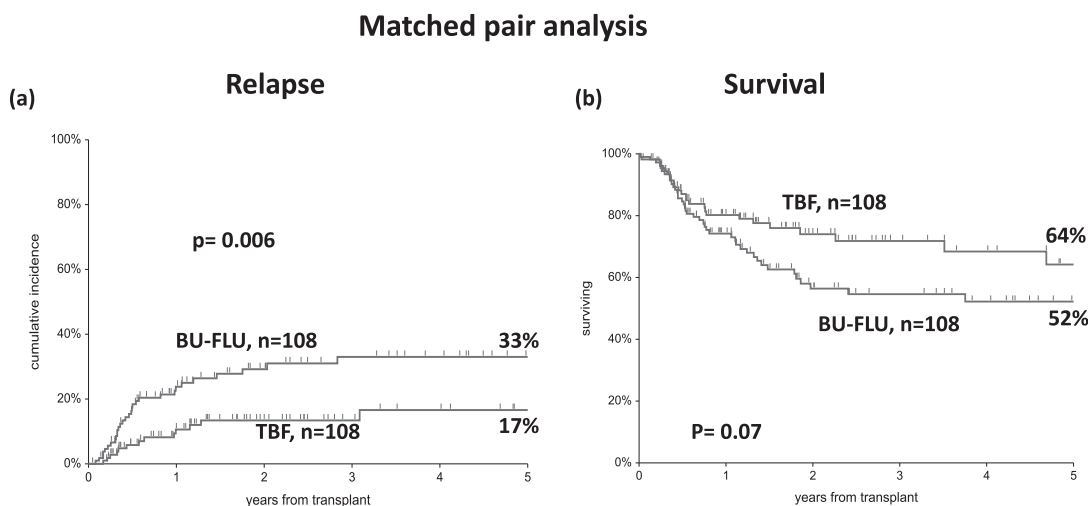 Matched pair analysis
(a)
Relapse
100%
80%
60%
40%
20%
0%
cumulative incidence
p= 0.006
BU-FLU, n=108
33%
TBF, n=108
17%
0
1
2
3
4
5
years from transplant
(b)
Survival
100%
80%
60%
40%
20%
0%
surviving
TBF, n=108
64%
BU-FLU, n=108
52%
P= 0.07
0
1
2
3
4
5
years from transplant